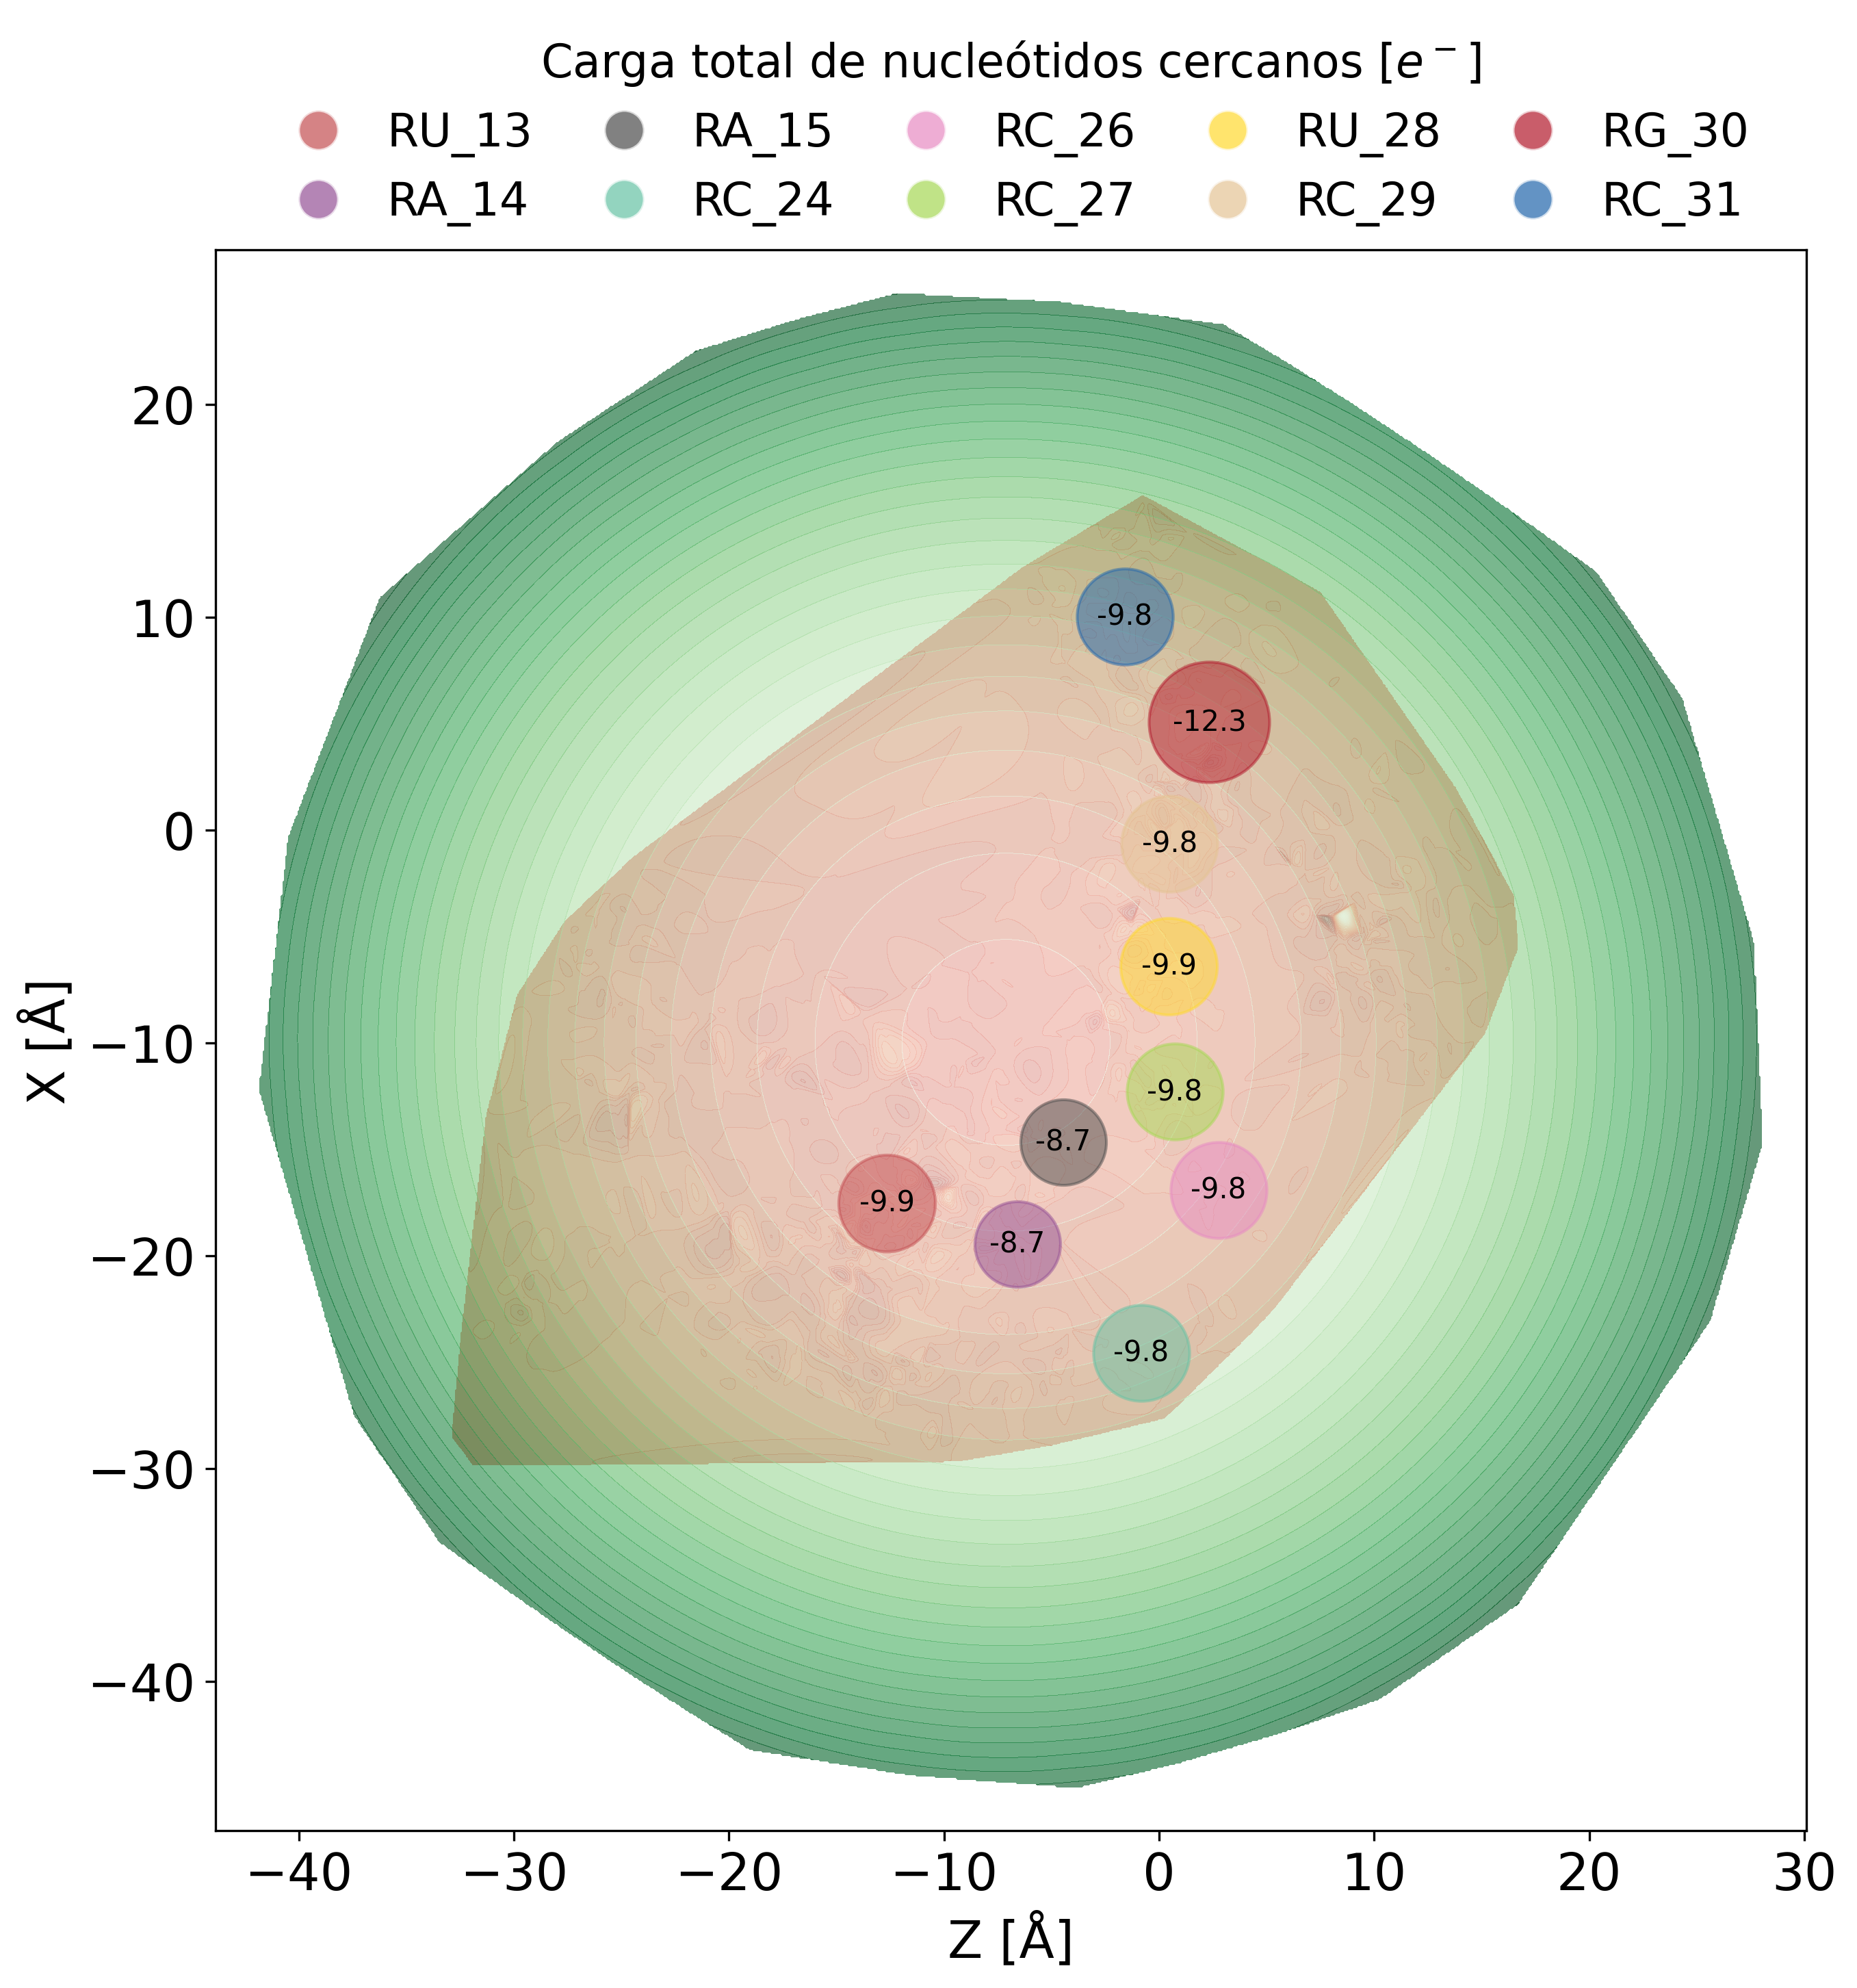 Carga total de nucleótidos cercanos [e⁻]
RU_13 RA_15 RC_26 RU_28 RG_30
RA_14 RC_24 RC_27 RC_29 RC_31
20
10
0
−10
−20
−30
−40
X [Å]
-9.8
-12.3
-9.8
-9.9
-9.8
-8.7
-9.8
-9.9
-8.7
-9.8
−40 −30 −20 −10 0 10 20 30
Z [Å]